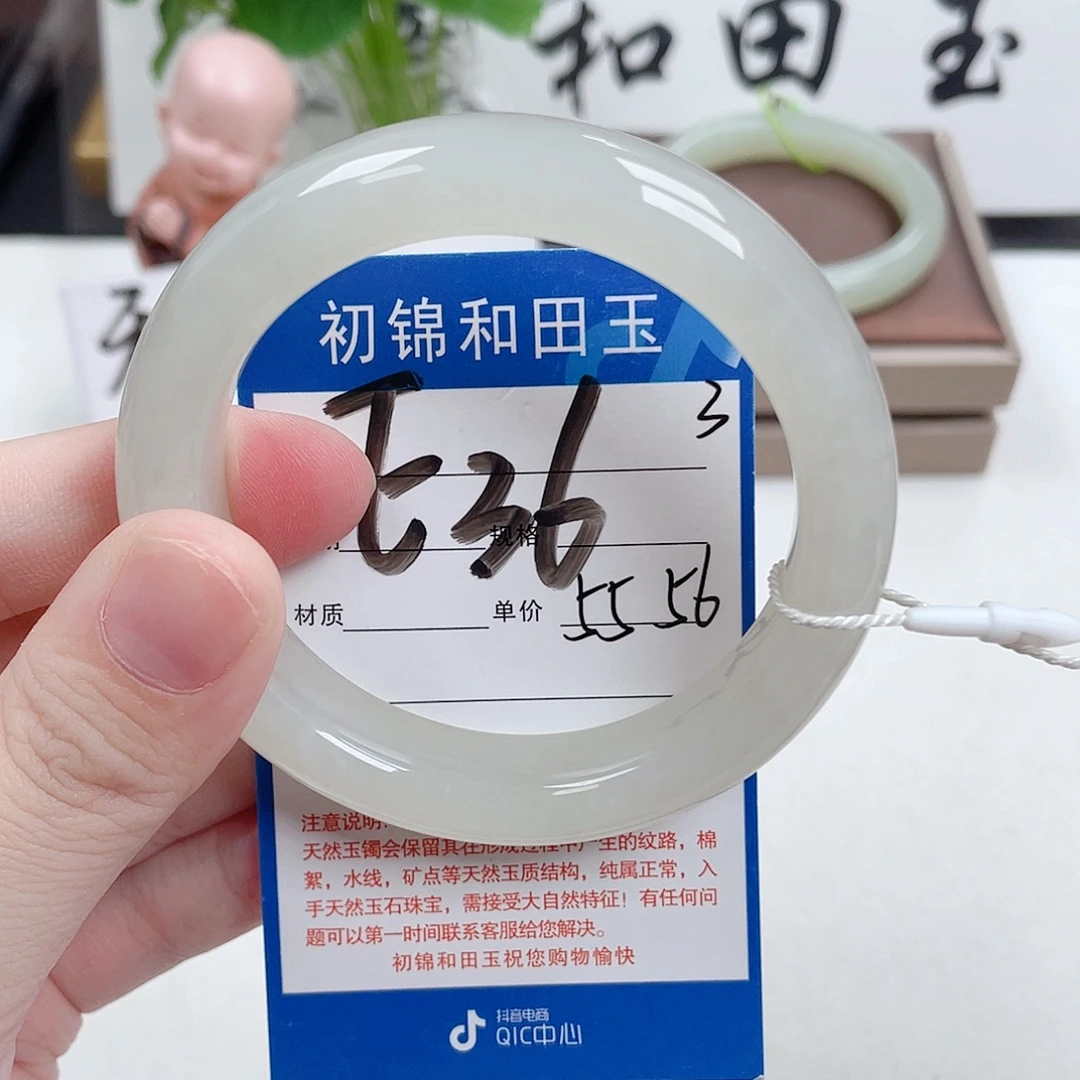 和田玉
初锦和田玉
3
E36
规格
材质 单价 55 56
注意说明:
天然玉镯会保留其在形成过程中产生的纹路，棉
絮，水线，矿点等天然玉质结构，纯属正常，入
手天然玉石珠宝，需接受大自然特征！有任何问
题可以第一时间联系客服给您解决。
初锦和田玉祝您购物愉快
抖音电商
QIC中心